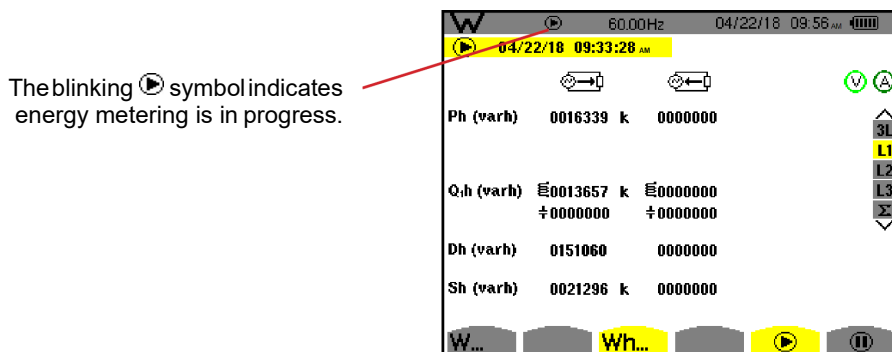 W 60.00Hz 04/22/18 09:56 AM
04/22/18 09:33:28 AM
The blinking symbol indicates
energy metering is in progress.
V A
Ph (varh) 0016339 k 0000000
3L
L1
L2
Q₁h (varh) 0013657 k 0000000
L3
0000000 0000000
Σ
Dh (varh) 0151060 0000000
Sh (varh) 0021296 k 0000000
W... Wh...